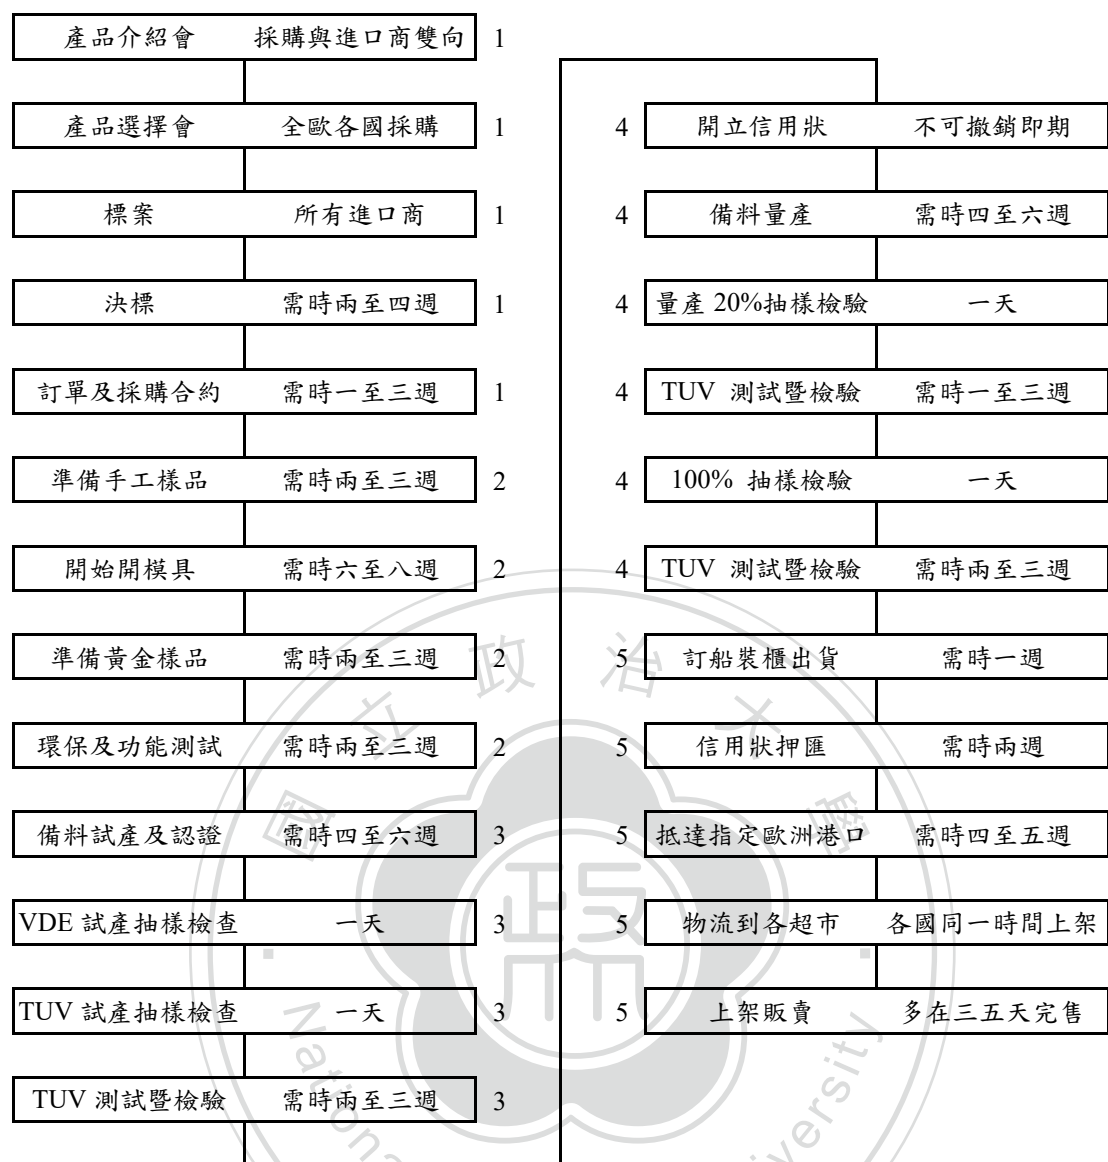 產品介紹會 採購與進口商雙向 1
產品選擇會 全歐各國採購 1
標案 所有進口商 1
決標 需時兩至四週 1
訂單及採購合約 需時一至三週 1
準備手工樣品 需時兩至三週 2
開始開模具 需時六至八週 2
準備黃金樣品 需時兩至三週 2
環保及功能測試 需時兩至三週 2
備料試產及認證 需時四至六週 3
VDE 試產抽樣檢查 一天 3
TUV 試產抽樣檢查 一天 3
TUV 測試暨檢驗 需時兩至三週 3
4 開立信用狀 不可撤銷即期
4 備料量產 需時四至六週
4 量產 20%抽樣檢驗 一天
4 TUV 測試暨檢驗 需時一至三週
4 100% 抽樣檢驗 一天
4 TUV 測試暨檢驗 需時兩至三週
5 訂船裝櫃出貨 需時一週
5 信用狀押匯 需時兩週
5 抵達指定歐洲港口 需時四至五週
5 物流到各超市 各國同一時間上架
5 上架販賣 多在三五天完售
國立政治大學
政